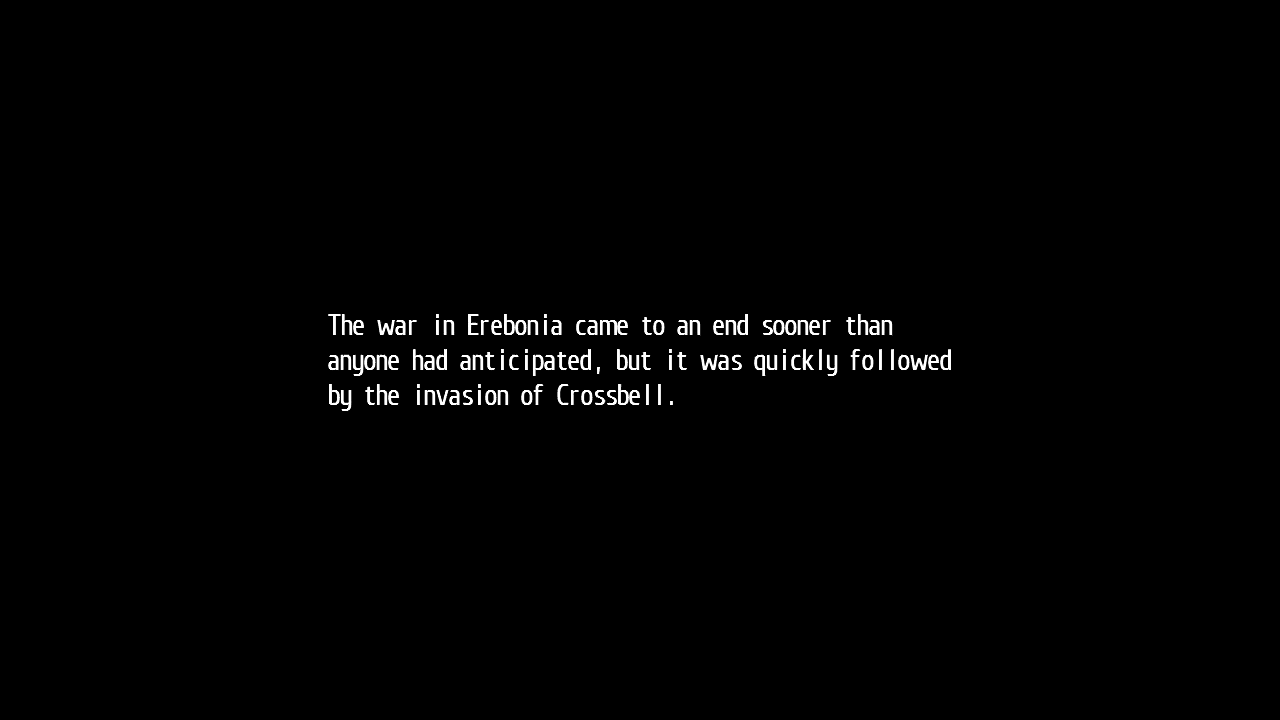 The war in Erebonia came to an end sooner than
anyone had anticipated, but it was quickly followed
by the invasion of Crossbell.